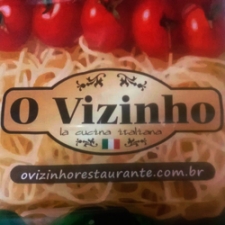 O Vizinho
la cucina italiana
ovizinhorestaurante.com.br